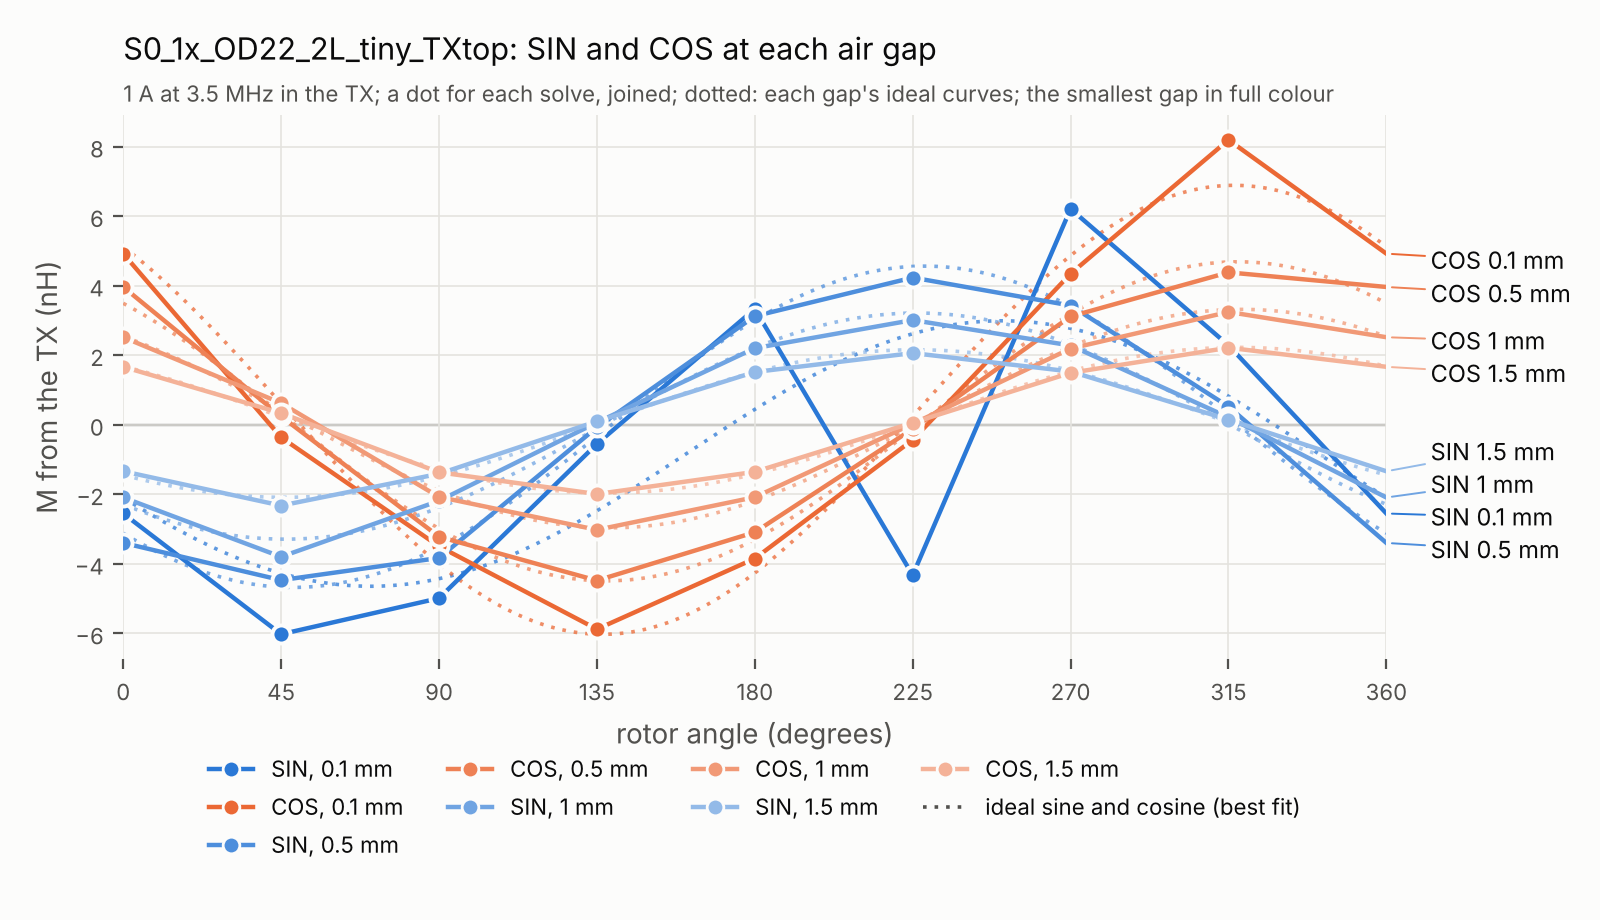 S0_1x_OD22_2L_tiny_TXtop: SIN and COS at each air gap
1 A at 3.5 MHz in the TX; a dot for each solve, joined; dotted: each gap's ideal curves; the smallest gap in full colour
M from the TX (nH)
8
6
4
2
0
−2
−4
−6
COS 0.1 mm
COS 0.5 mm
COS 1 mm
COS 1.5 mm
SIN 1.5 mm
SIN 1 mm
SIN 0.1 mm
SIN 0.5 mm
0 45 90 135 180 225 270 315 360
rotor angle (degrees)
SIN, 0.1 mm COS, 0.5 mm COS, 1 mm COS, 1.5 mm
COS, 0.1 mm SIN, 1 mm SIN, 1.5 mm ideal sine and cosine (best fit)
SIN, 0.5 mm